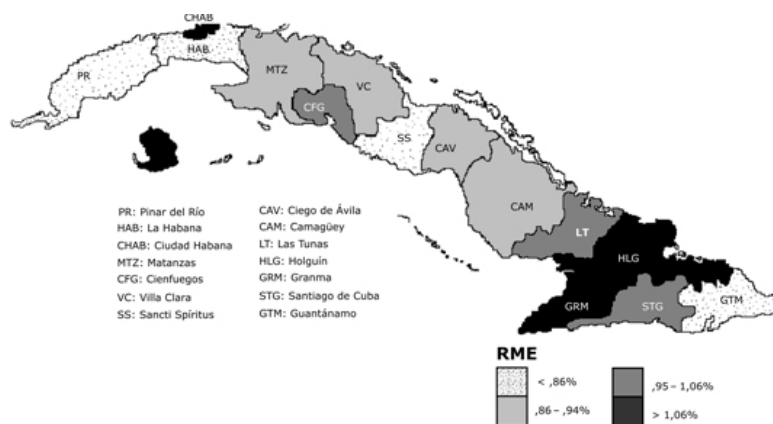 CHAB
HAB
PR
MTZ
VC
CFG
SS
CAV
CAM
LT
HLG
GRM
STG
GTM
PR: Pinar del Río
HAB: La Habana
CHAB: Ciudad Habana
MTZ: Matanzas
CFG: Cienfuegos
VC: Villa Clara
SS: Sancti Spíritus
CAV: Ciego de Ávila
CAM: Camagüey
LT: Las Tunas
HLG: Holguín
GRM: Granma
STG: Santiago de Cuba
GTM: Guantánamo
RME
< ,86%
,86 – ,94%
,95 – 1,06%
> 1,06%